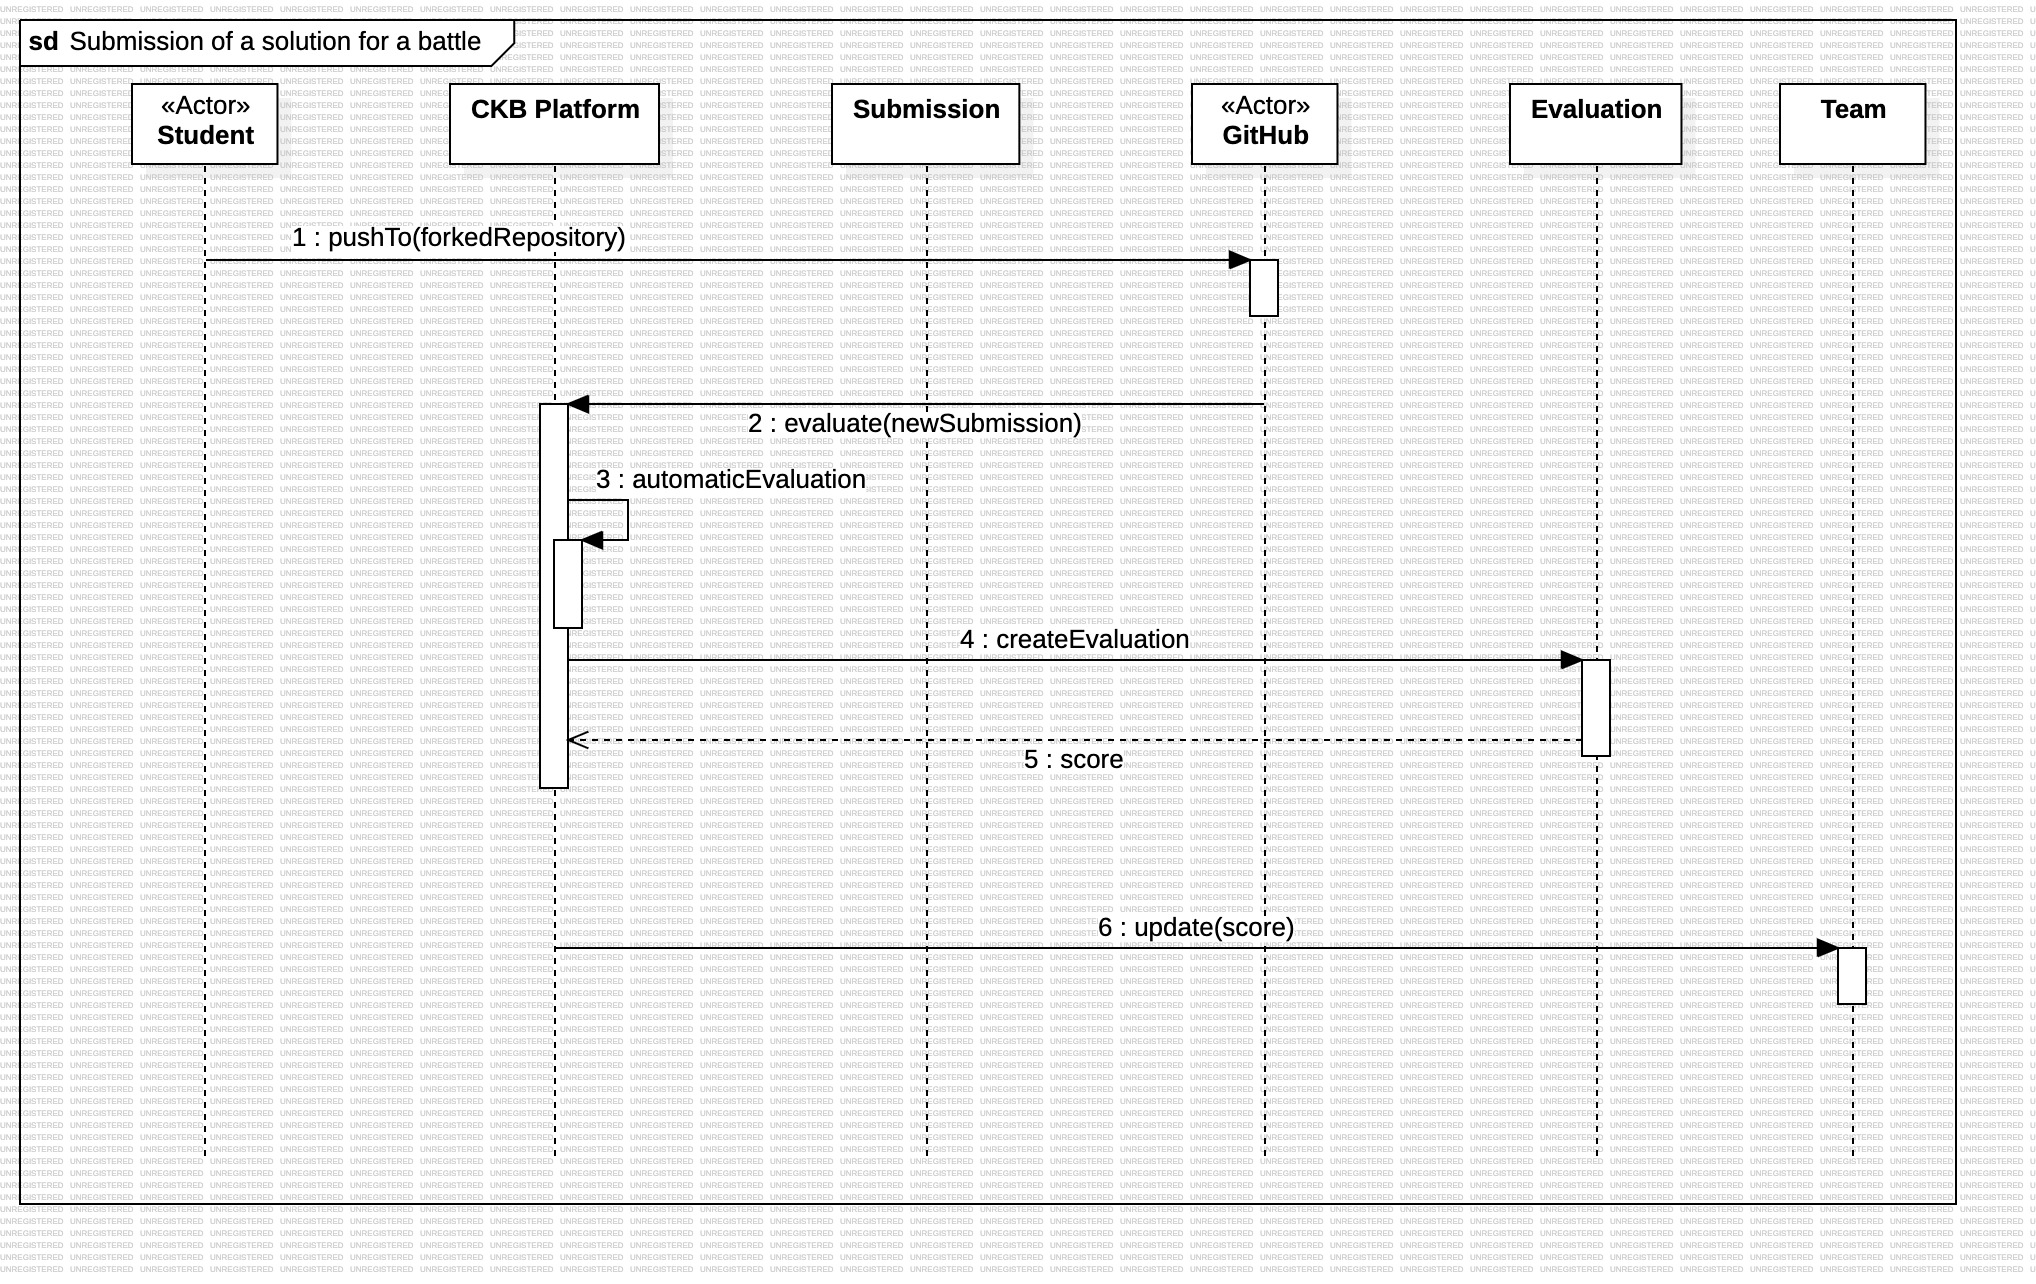 sd Submission of a solution for a battle
«Actor»
Student
CKB Platform
Submission
«Actor»
GitHub
Evaluation
Team
1 : pushTo(forkedRepository)
2 : evaluate(newSubmission)
3 : automaticEvaluation
4 : createEvaluation
5 : score
6 : update(score)
UNREGISTERED